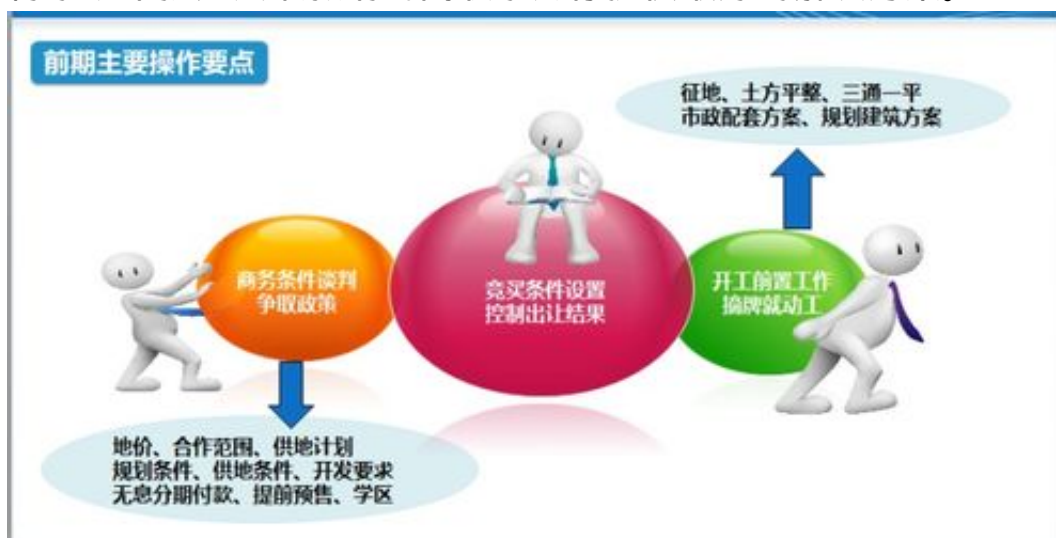 前期主要操作要点
征地、土方平整、三通一平
市政配套方案、规划建筑方案
商务条件谈判
争取政策
竞买条件设置
控制出让结果
开工前置工作
摘牌就动工
地价、合作范围、供地计划
规划条件、供地条件、开发要求
无息分期付款、提前预售、学区